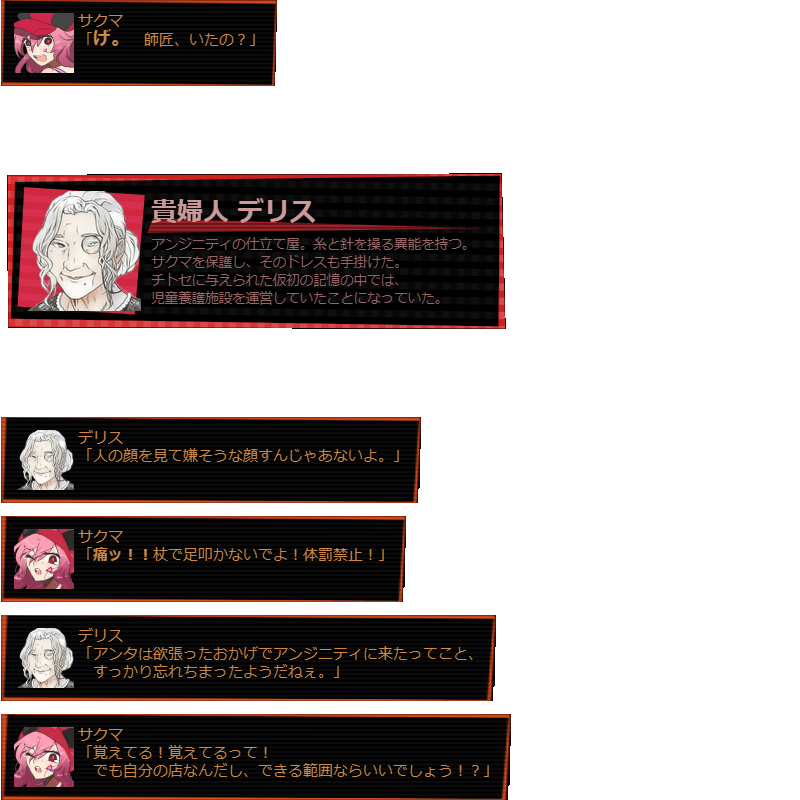 サクマ
「げ。　師匠、いたの？」
貴婦人 デリス
アンジニティの仕立て屋。糸と針を操る異能を持つ。
サクマを保護し、そのドレスも手掛けた。
チトセに与えられた仮初の記憶の中では、
児童養護施設を運営していたことになっていた。
デリス
「人の顔を見て嫌そうな顔すんじゃあないよ。」
サクマ
「痛ッ！！杖で足叩かないでよ！体罰禁止！」
デリス
「アンタは欲張ったおかげでアンジニティに来たってこと、
すっかり忘れちまったようだねぇ。」
サクマ
「覚えてる！覚えてるって！
でも自分の店なんだし、できる範囲ならいいでしょう！？」